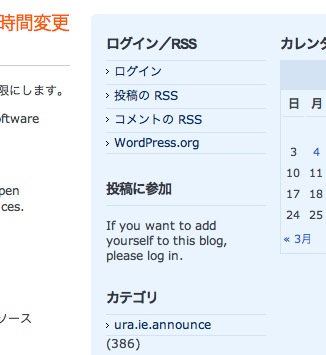 時間変更
限にします。
oftware
pen
ces.
ソース
ログイン／RSS
ログイン
投稿の RSS
コメントの RSS
WordPress.org
投稿に参加
If you want to add
yourself to this blog,
please log in.
カテゴリ
ura.ie.announce
(386)
カレンダ
日 月
3 4
10 11
17 18
24 25
« 3月